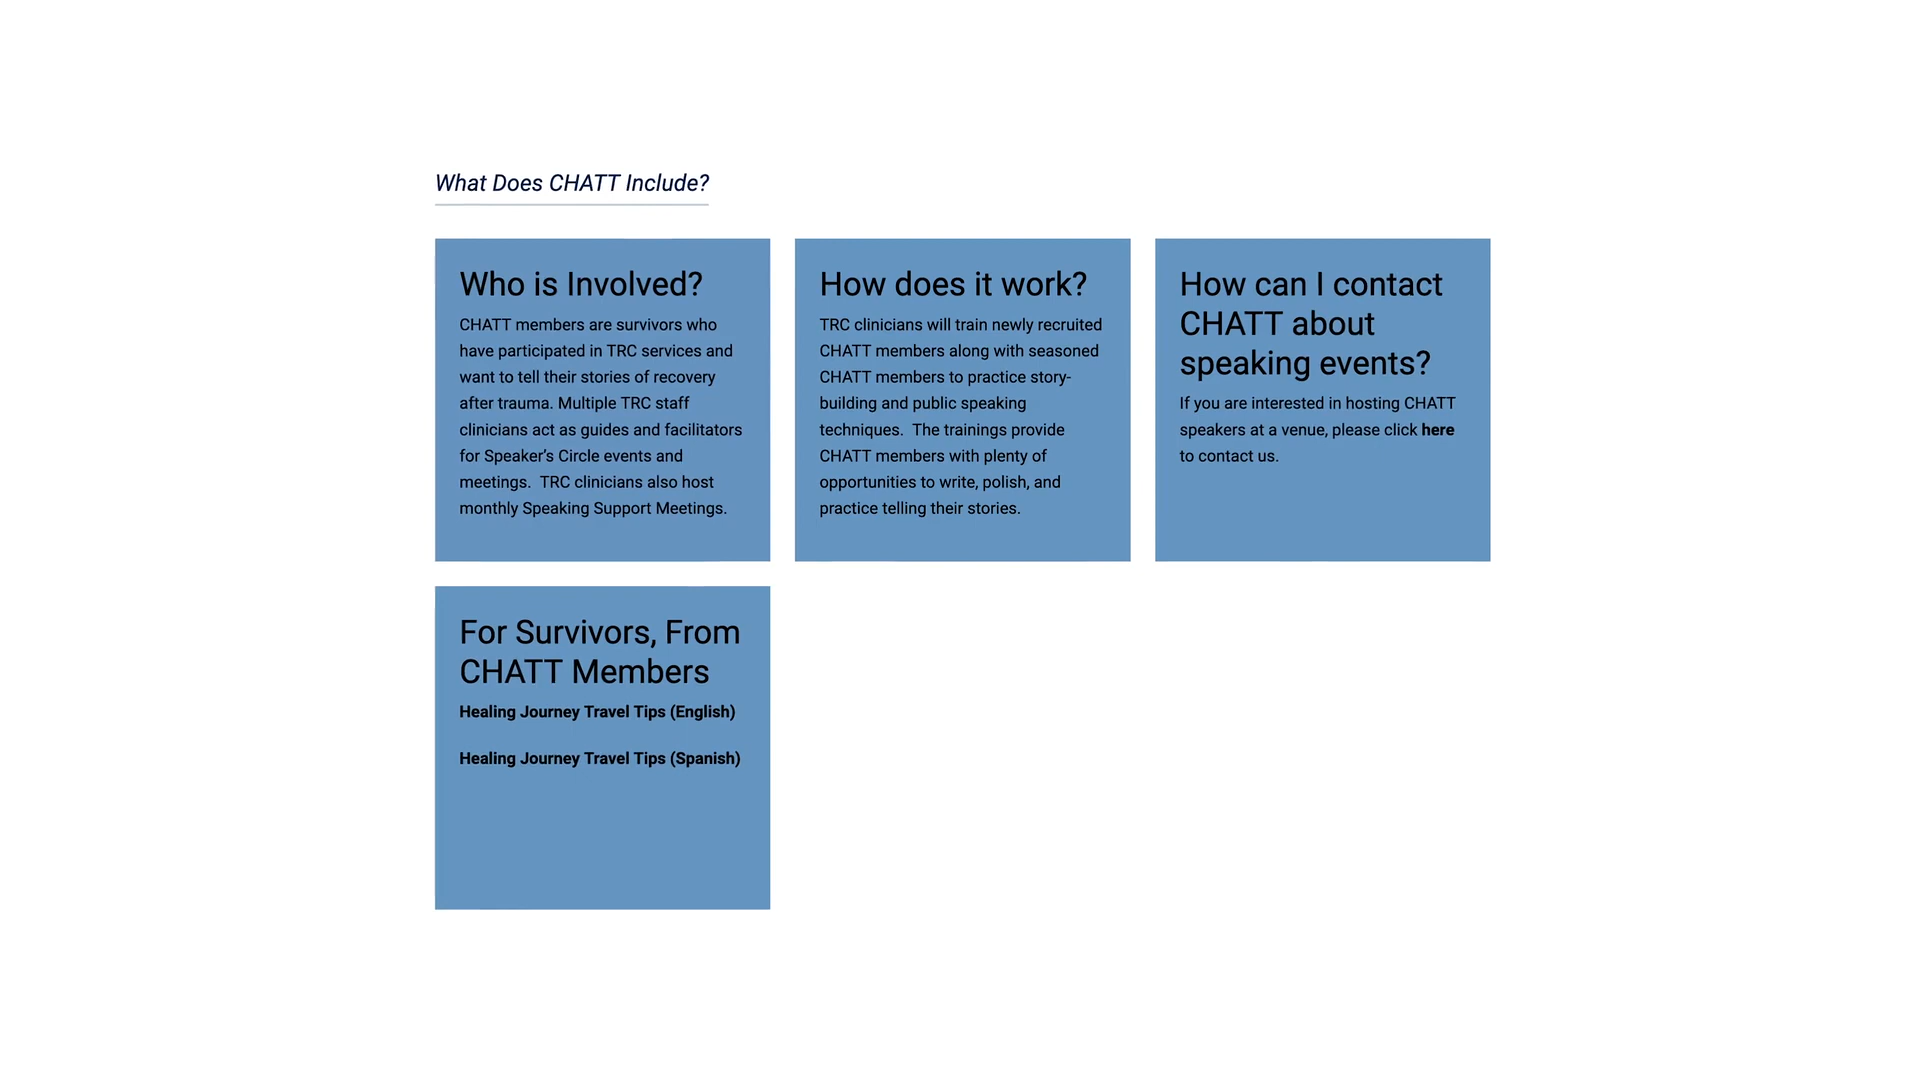 What Does CHATT Include?
Who is Involved?
CHATT members are survivors who
have participated in TRC services and
want to tell their stories of recovery
after trauma. Multiple TRC staff
clinicians act as guides and facilitators
for Speaker’s Circle events and
meetings.  TRC clinicians also host
monthly Speaking Support Meetings.
How does it work?
TRC clinicians will train newly recruited
CHATT members along with seasoned
CHATT members to practice story-
building and public speaking
techniques.  The trainings provide
CHATT members with plenty of
opportunities to write, polish, and
practice telling their stories.
How can I contact
CHATT about
speaking events?
If you are interested in hosting CHATT
speakers at a venue, please click here
to contact us.
For Survivors, From
CHATT Members
Healing Journey Travel Tips (English)
Healing Journey Travel Tips (Spanish)